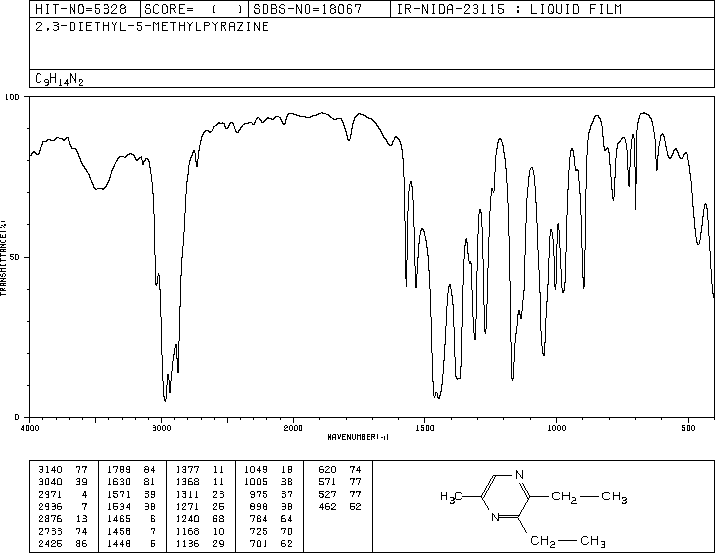 HIT-NO=5328 SCORE= ( ) SDBS-NO=18067 IR-NIDA-23115 : LIQUID FILM
2,3-DIETHYL-5-METHYLPYRAZINE
C9H14N2
100
50
0
TRANSMITTANCE(%)
4000 3000 2000 1500 1000 500
WAVENUMBER(-1)
3140 77 1789 84 1377 11 1049 18 620 74
3040 39 1630 81 1368 11 1005 38 571 77
2971 4 1571 39 1311 23 975 37 527 77
2936 7 1534 38 1271 25 898 38 462 52
2876 13 1465 6 1240 68 784 64
2733 74 1458 7 1168 10 725 70
2425 86 1448 5 1136 29 701 62
N
H3C CH2 CH3
N
CH2
CH3